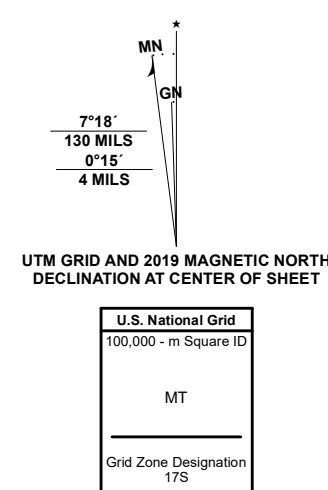 MN
GN
7°18´
130 MILS
0°15´
4 MILS
UTM GRID AND 2019 MAGNETIC NORTH
DECLINATION AT CENTER OF SHEET
U.S. National Grid
100,000 - m Square ID
MT
Grid Zone Designation
17S